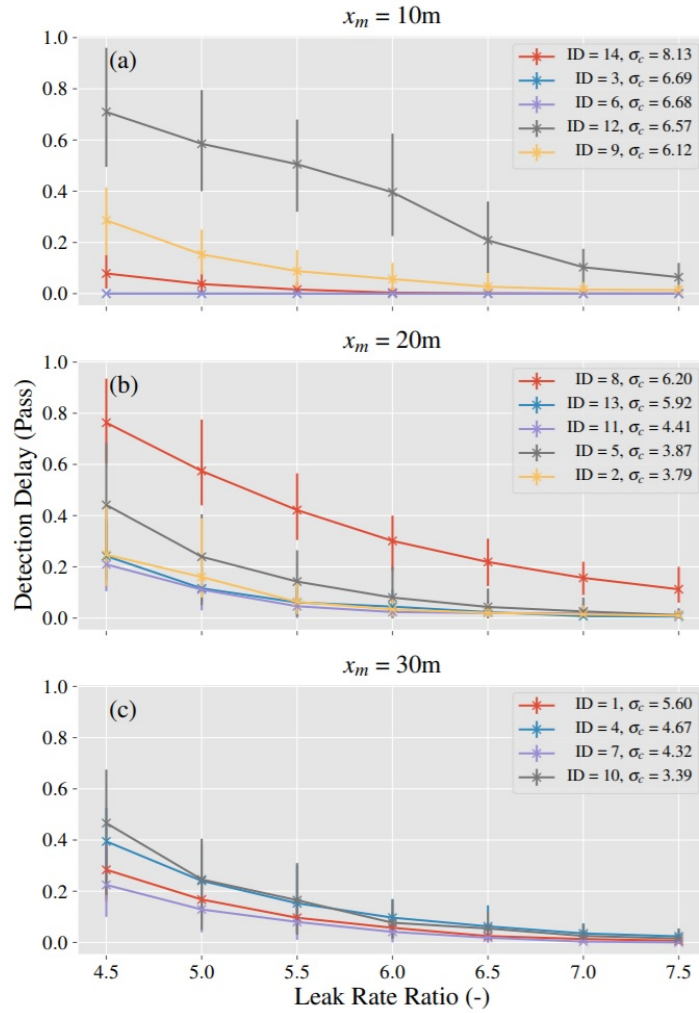 x_m = 10m
(a)
ID = 14, σ_c = 8.13
ID = 3, σ_c = 6.69
ID = 6, σ_c = 6.68
ID = 12, σ_c = 6.57
ID = 9, σ_c = 6.12
1.0
0.8
0.6
0.4
0.2
0.0
x_m = 20m
(b)
ID = 8, σ_c = 6.20
ID = 13, σ_c = 5.92
ID = 11, σ_c = 4.41
ID = 5, σ_c = 3.87
ID = 2, σ_c = 3.79
1.0
0.8
0.6
0.4
0.2
0.0
Detection Delay (Pass)
x_m = 30m
(c)
ID = 1, σ_c = 5.60
ID = 4, σ_c = 4.67
ID = 7, σ_c = 4.32
ID = 10, σ_c = 3.39
1.0
0.8
0.6
0.4
0.2
0.0
4.5 5.0 5.5 6.0 6.5 7.0 7.5
Leak Rate Ratio (-)